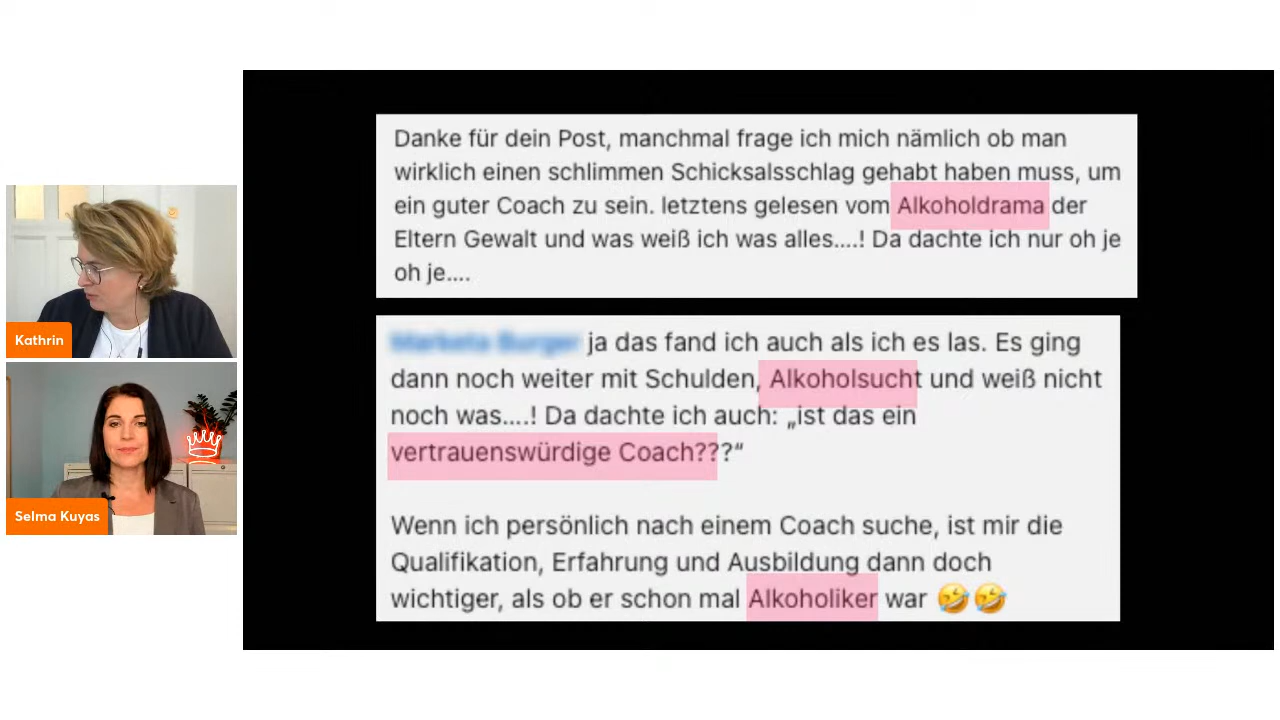 Kathrin
Selma Kuyas
Danke für dein Post, manchmal frage ich mich nämlich ob man
wirklich einen schlimmen Schicksalsschlag gehabt haben muss, um
ein guter Coach zu sein. letztens gelesen vom Alkoholdrama der
Eltern Gewalt und was weiß ich was alles....! Da dachte ich nur oh je
oh je....
ja das fand ich auch als ich es las. Es ging
dann noch weiter mit Schulden, Alkoholsucht und weiß nicht
noch was....! Da dachte ich auch: „ist das ein
vertrauenswürdige Coach???“
Wenn ich persönlich nach einem Coach suche, ist mir die
Qualifikation, Erfahrung und Ausbildung dann doch
wichtiger, als ob er schon mal Alkoholiker war 🤣🤣